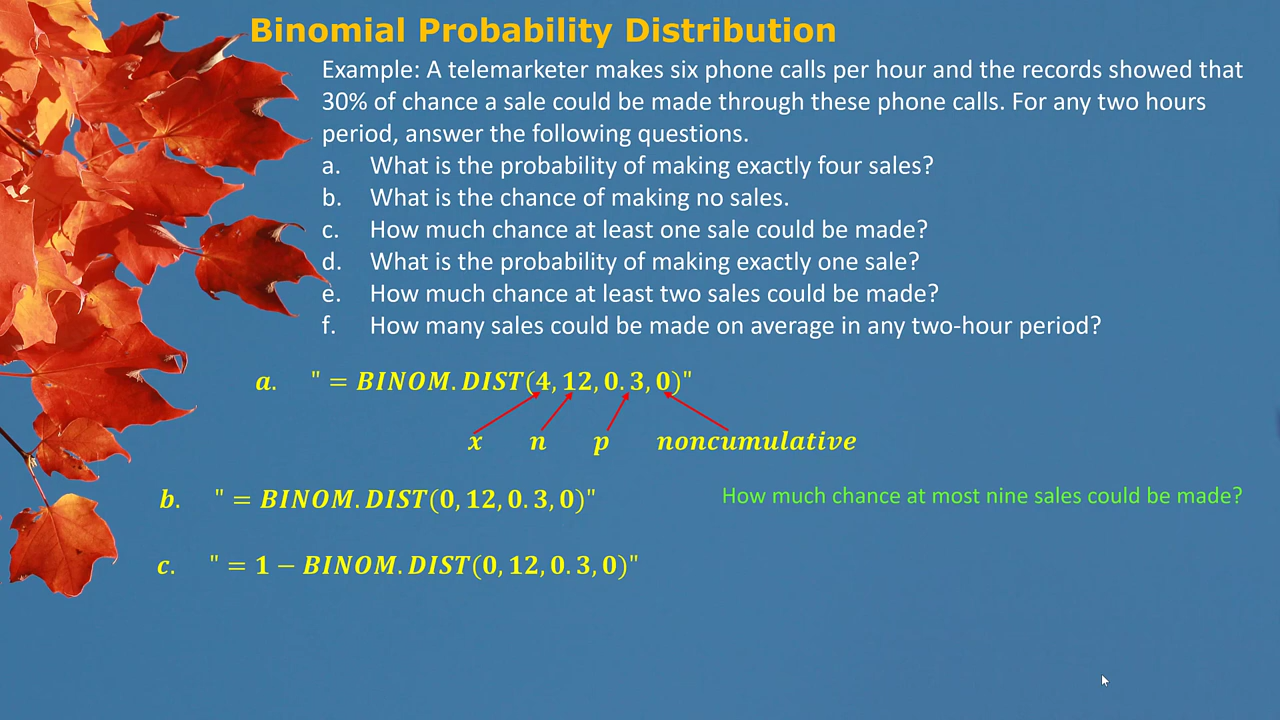 Binomial Probability Distribution
Example: A telemarketer makes six phone calls per hour and the records showed that
30% of chance a sale could be made through these phone calls. For any two hours
period, answer the following questions.
a. What is the probability of making exactly four sales?
b. What is the chance of making no sales.
c. How much chance at least one sale could be made?
d. What is the probability of making exactly one sale?
e. How much chance at least two sales could be made?
f. How many sales could be made on average in any two-hour period?
a. "= BINOM.DIST(4, 12, 0.3, 0)"
x n p noncumulative
b. "= BINOM.DIST(0, 12, 0.3, 0)"
How much chance at most nine sales could be made?
c. "= 1 − BINOM.DIST(0, 12, 0.3, 0)"